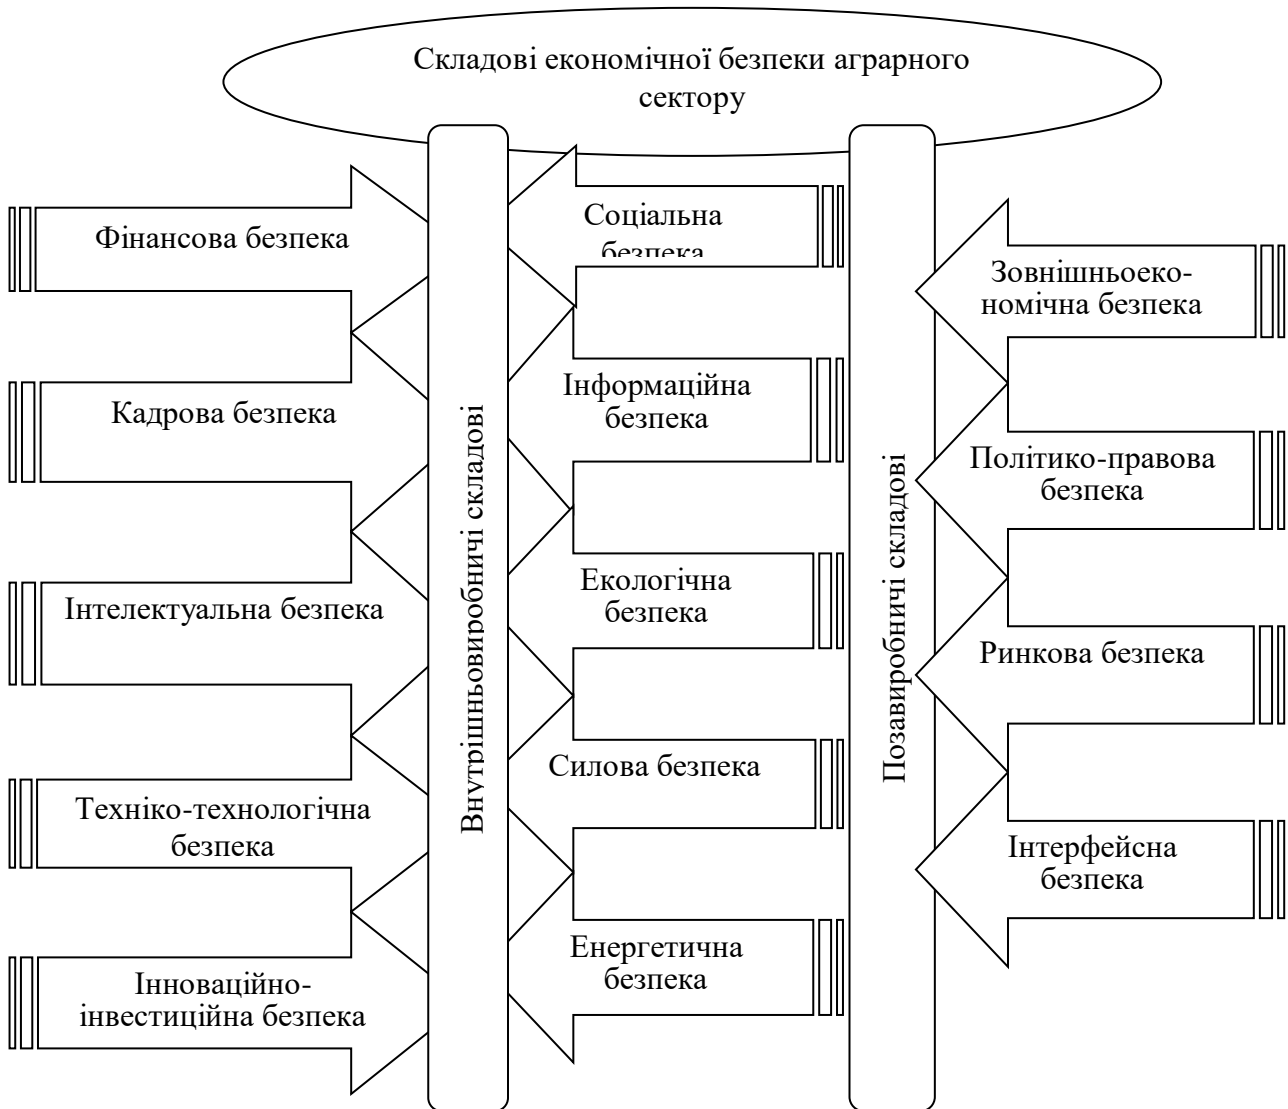 Складові економічної безпеки аграрного
сектору
Фінансова безпека
Кадрова безпека
Інтелектуальна безпека
Техніко-технологічна
безпека
Інноваційно-
інвестиційна безпека
Внутрішньовиробничі складові
Соціальна
безпека
Інформаційна
безпека
Екологічна
безпека
Силова безпека
Енергетична
безпека
Позавиробничі складові
Зовнішньоеко-
номічна безпека
Політико-правова
безпека
Ринкова безпека
Інтерфейсна
безпека